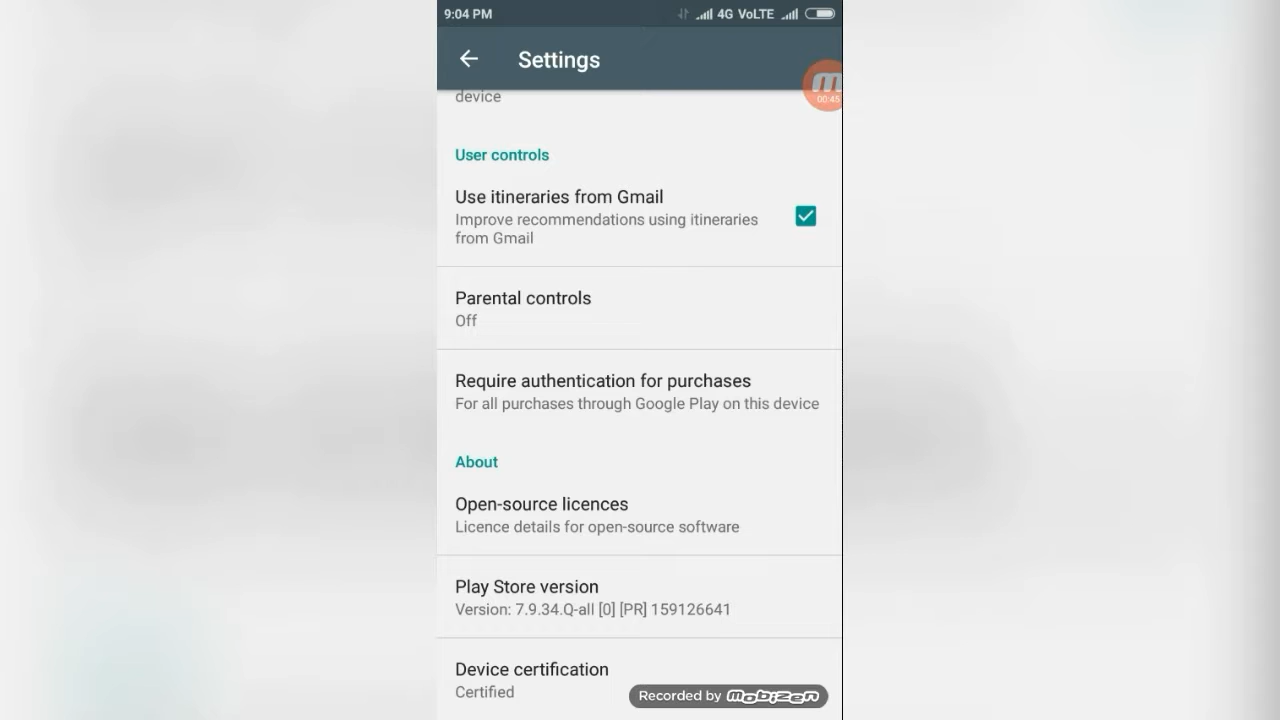 9:04 PM 4G VoLTE
Settings
00:45
device
User controls
Use itineraries from Gmail
Improve recommendations using itineraries
from Gmail
Parental controls
Off
Require authentication for purchases
For all purchases through Google Play on this device
About
Open-source licences
Licence details for open-source software
Play Store version
Version: 7.9.34.Q-all [0] [PR] 159126641
Device certification
Certified
Recorded by mobizen